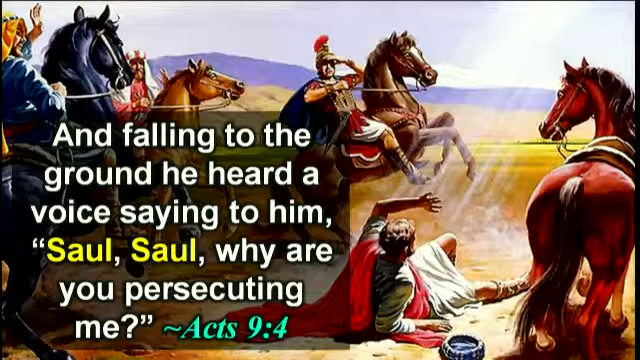 And falling to the
ground he heard a
voice saying to him,
“Saul, Saul, why are
you persecuting
me?” ~Acts 9:4